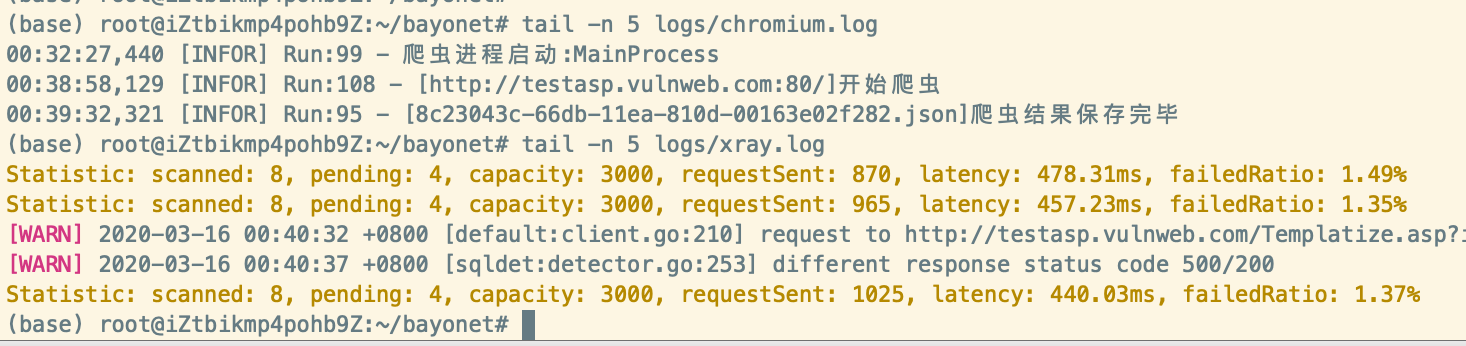 (base) root@iZtbikmp4pohb9Z:~/bayonet# tail -n 5 logs/chromium.log
00:32:27,440 [INFOR] Run:99 - 爬虫进程启动:MainProcess
00:38:58,129 [INFOR] Run:108 - [http://testasp.vulnweb.com:80/]开始爬虫
00:39:32,321 [INFOR] Run:95 - [8c23043c-66db-11ea-810d-00163e02f282.json]爬虫结果保存完毕
(base) root@iZtbikmp4pohb9Z:~/bayonet# tail -n 5 logs/xray.log
Statistic: scanned: 8, pending: 4, capacity: 3000, requestSent: 870, latency: 478.31ms, failedRatio: 1.49%
Statistic: scanned: 8, pending: 4, capacity: 3000, requestSent: 965, latency: 457.23ms, failedRatio: 1.35%
[WARN] 2020-03-16 00:40:32 +0800 [default:client.go:210] request to http://testasp.vulnweb.com/Templatize.asp?
[WARN] 2020-03-16 00:40:37 +0800 [sqldet:detector.go:253] different response status code 500/200
Statistic: scanned: 8, pending: 4, capacity: 3000, requestSent: 1025, latency: 440.03ms, failedRatio: 1.37%
(base) root@iZtbikmp4pohb9Z:~/bayonet#